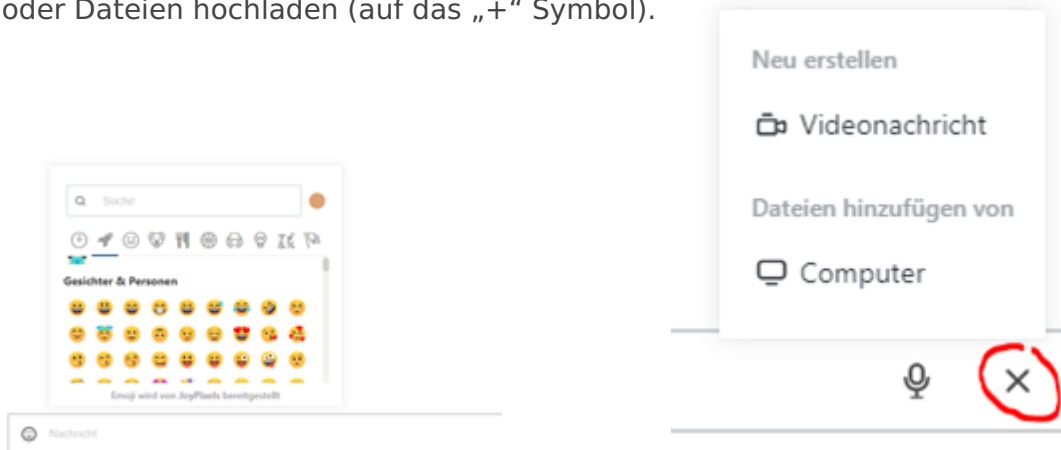 oder Dateien hochladen (auf das „+“ Symbol).
Neu erstellen
Videonachricht
Dateien hinzufügen von
Computer
Suche
Gesichter & Personen
Emoji wird von JoyPixels bereitgestellt
Nachricht